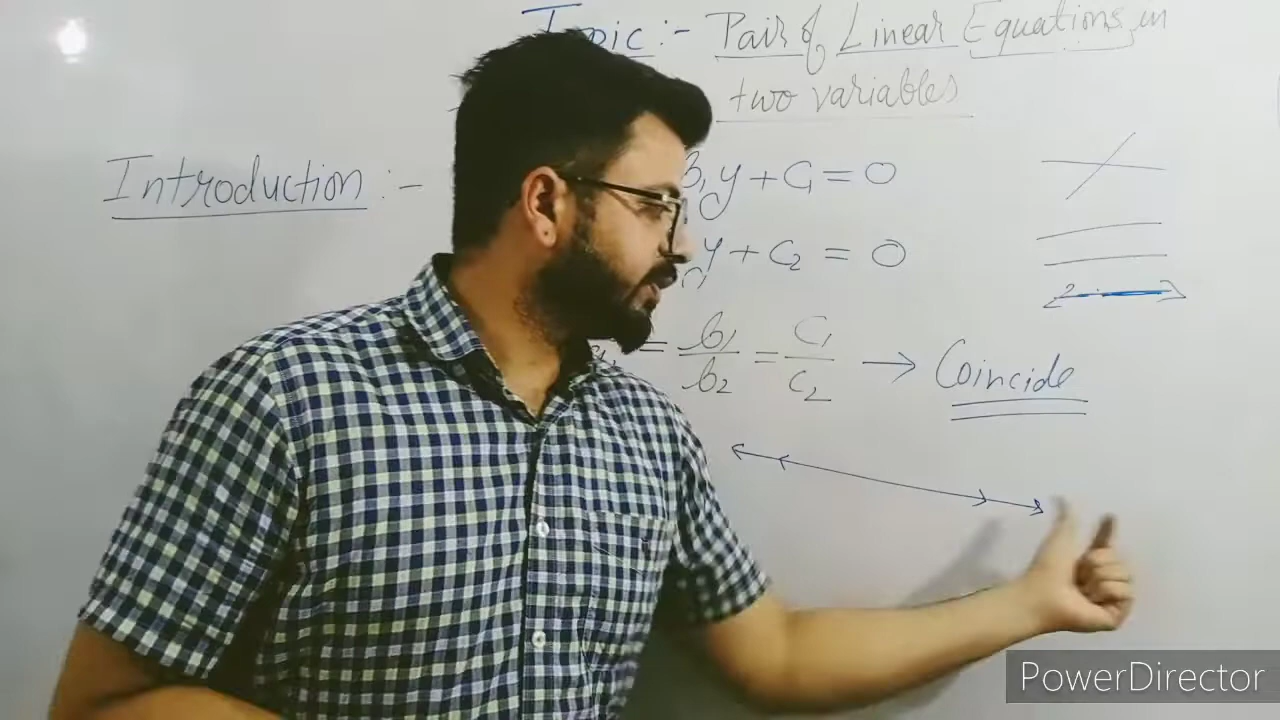 Topic :- Pair of Linear Equations in
two variables
Introduction :-
b₁y + C₁ = 0
y + C₂ = 0
= b₁/b₂ = C₁/C₂ → Coincide
PowerDirector